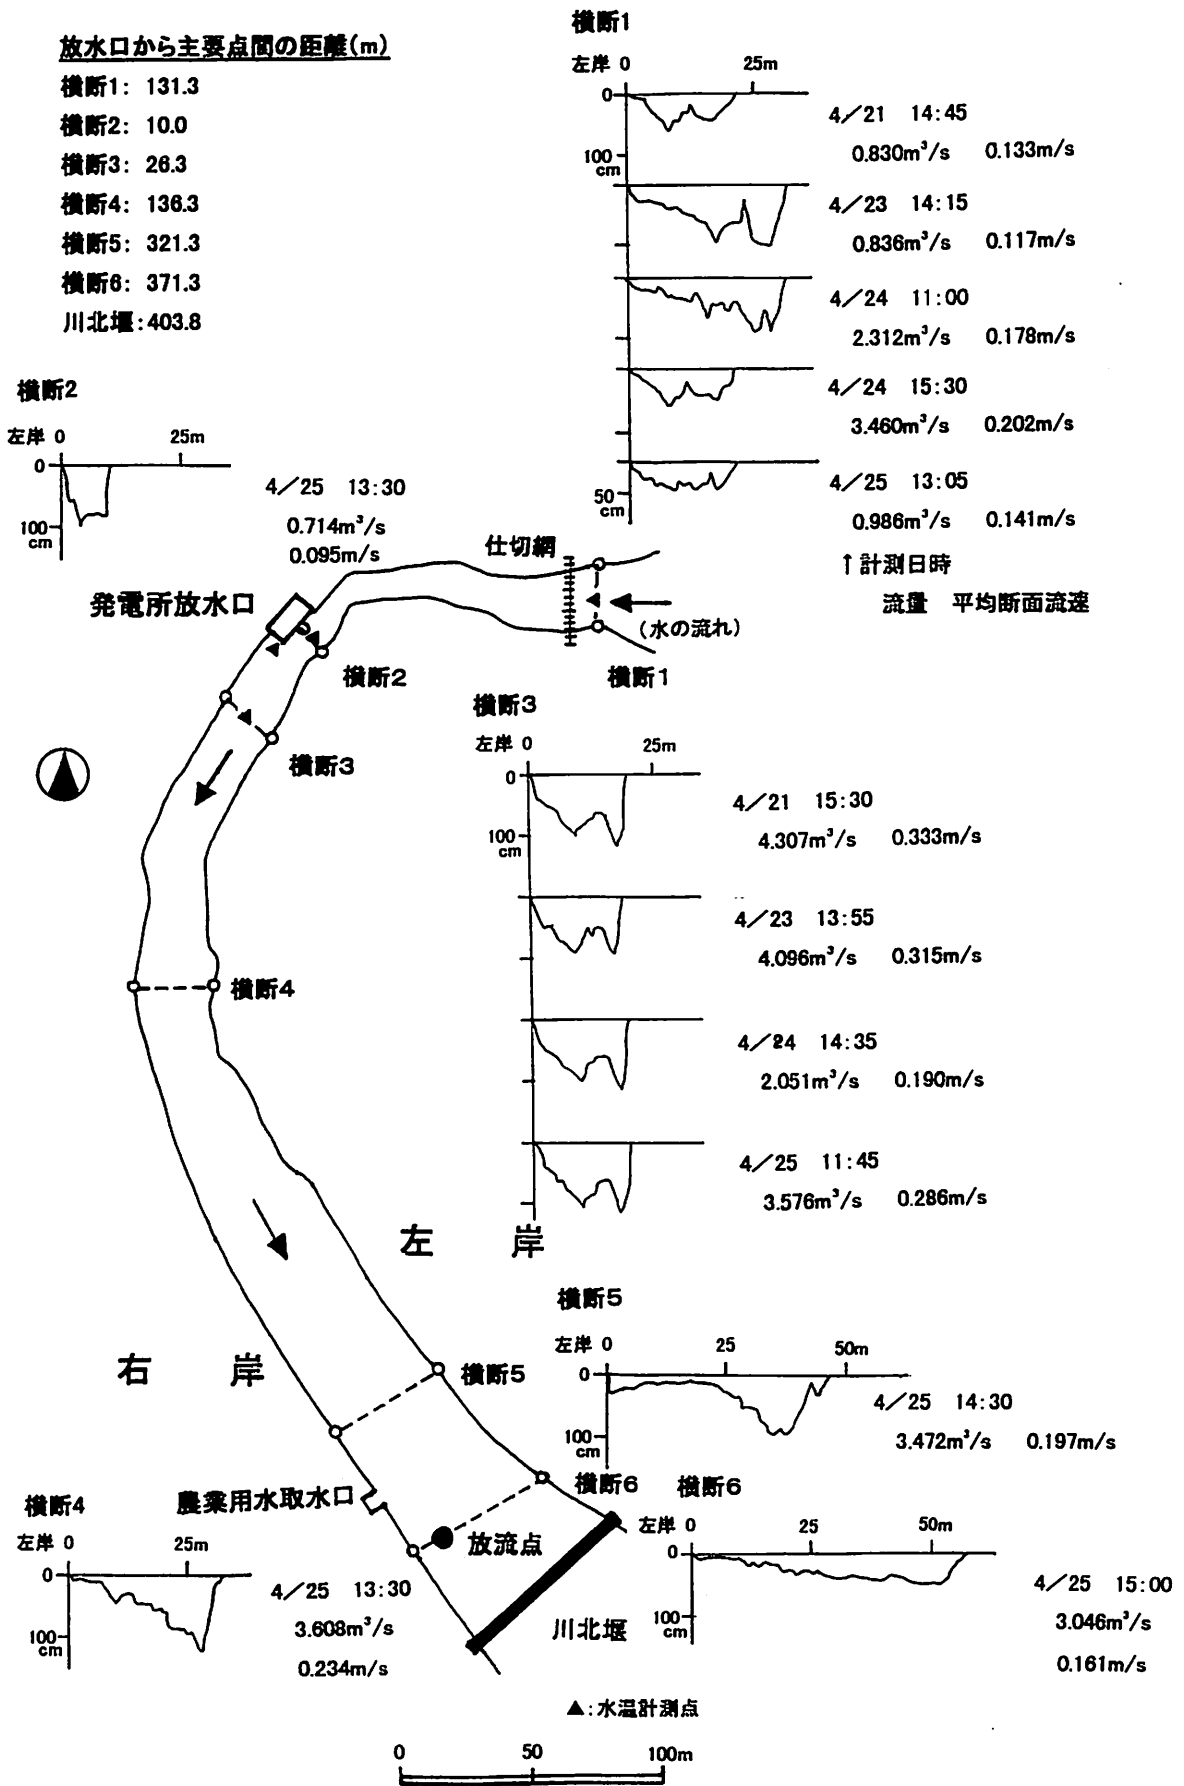 放水口から主要点間の距離(m)
横断1: 131.3
横断2: 10.0
横断3: 26.3
横断4: 136.3
横断5: 321.3
横断6: 371.3
川北堰:403.8
横断1
左岸 0 25m
0
100
cm
4/21 14:45
0.830m³/s 0.133m/s
4/23 14:15
0.836m³/s 0.117m/s
4/24 11:00
2.312m³/s 0.178m/s
4/24 15:30
3.460m³/s 0.202m/s
50
cm
4/25 13:05
0.986m³/s 0.141m/s
↑計測日時
流量 平均断面流速
横断2
左岸 0 25m
0
100
cm
4/25 13:30
0.714m³/s
0.095m/s
仕切網
発電所放水口
(水の流れ)
横断2
横断1
横断3
横断3
左岸 0 25m
0
100
cm
4/21 15:30
4.307m³/s 0.333m/s
4/23 13:55
4.096m³/s 0.315m/s
4/24 14:35
2.051m³/s 0.190m/s
4/25 11:45
3.576m³/s 0.286m/s
横断4
左 岸
右 岸
横断5
横断5
左岸 0 25 50m
0
100
cm
4/25 14:30
3.472m³/s 0.197m/s
農業用水取水口
横断6
放流点
川北堰
横断4
左岸 0 25m
0
100
cm
4/25 13:30
3.608m³/s
0.234m/s
横断6
左岸 0 25 50m
0
100
cm
4/25 15:00
3.046m³/s
0.161m/s
▲:水温計測点
0 50 100m